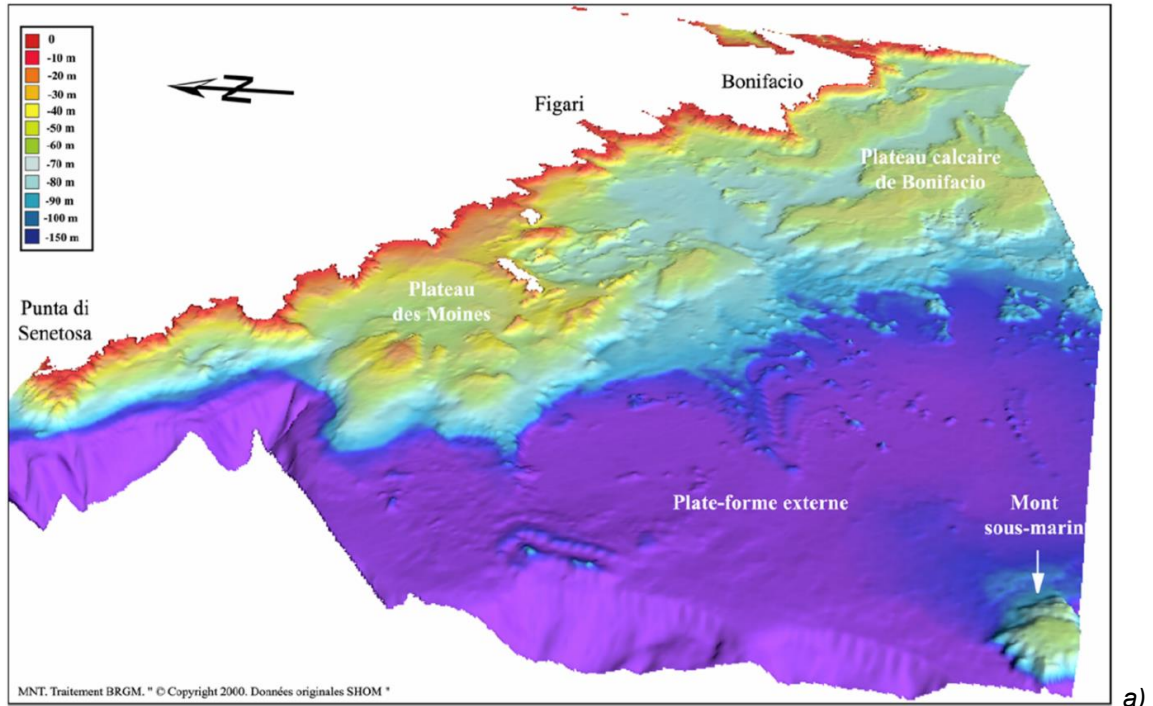 0
-10 m
-20 m
-30 m
-40 m
-50 m
-60 m
-70 m
-80 m
-90 m
-100 m
-150 m
N
Bonifacio
Figari
Plateau calcaire
de Bonifacio
Plateau
des Moines
Punta di
Senetosa
Plate-forme externe
Mont
sous-marin
MNT. Traitement BRGM. " © Copyright 2000. Données originales SHOM "
a)